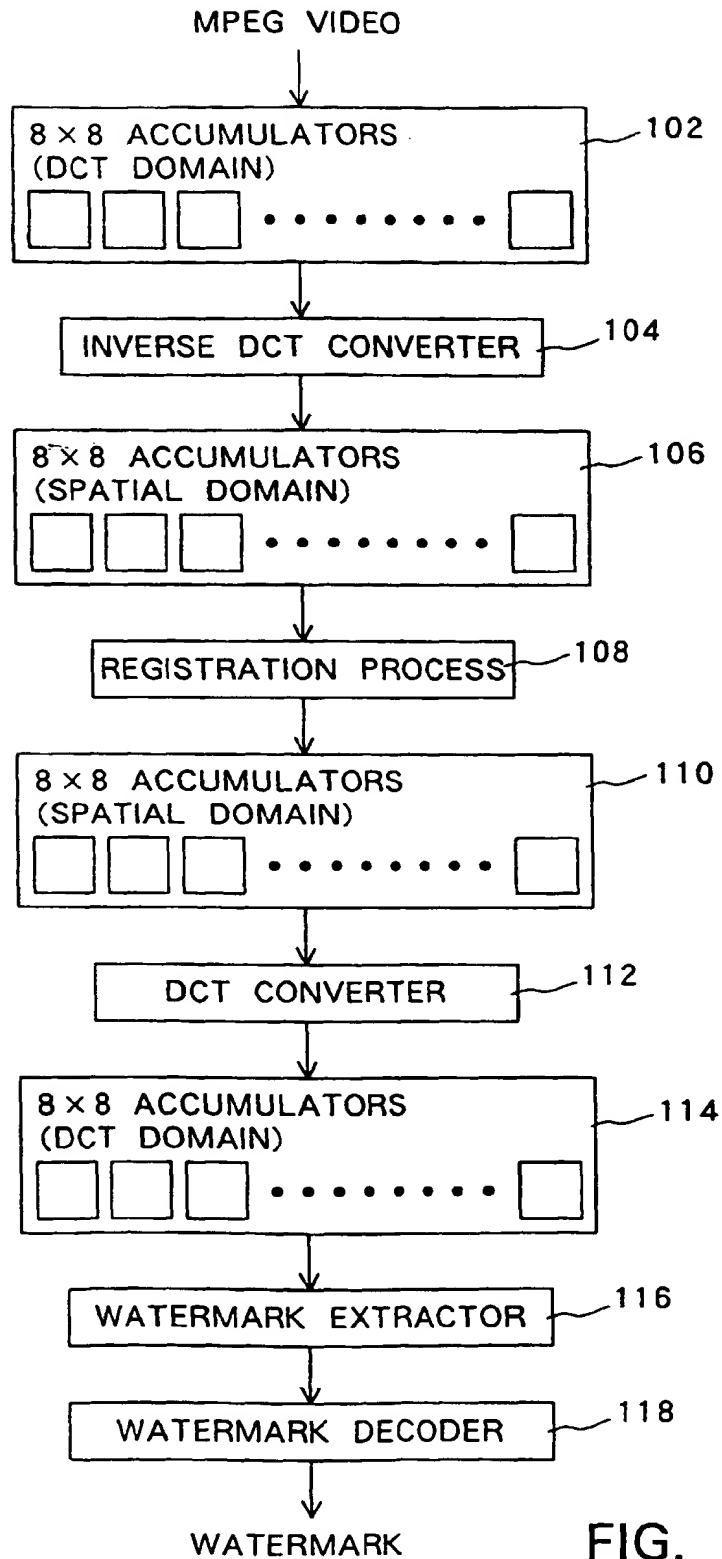 MPEG VIDEO
8 × 8 ACCUMULATORS
(DCT DOMAIN)
102
INVERSE DCT CONVERTER
104
8 × 8 ACCUMULATORS
(SPATIAL DOMAIN)
106
REGISTRATION PROCESS
108
8 × 8 ACCUMULATORS
(SPATIAL DOMAIN)
110
DCT CONVERTER
112
8 × 8 ACCUMULATORS
(DCT DOMAIN)
114
WATERMARK EXTRACTOR
116
WATERMARK DECODER
118
WATERMARK
FIG.